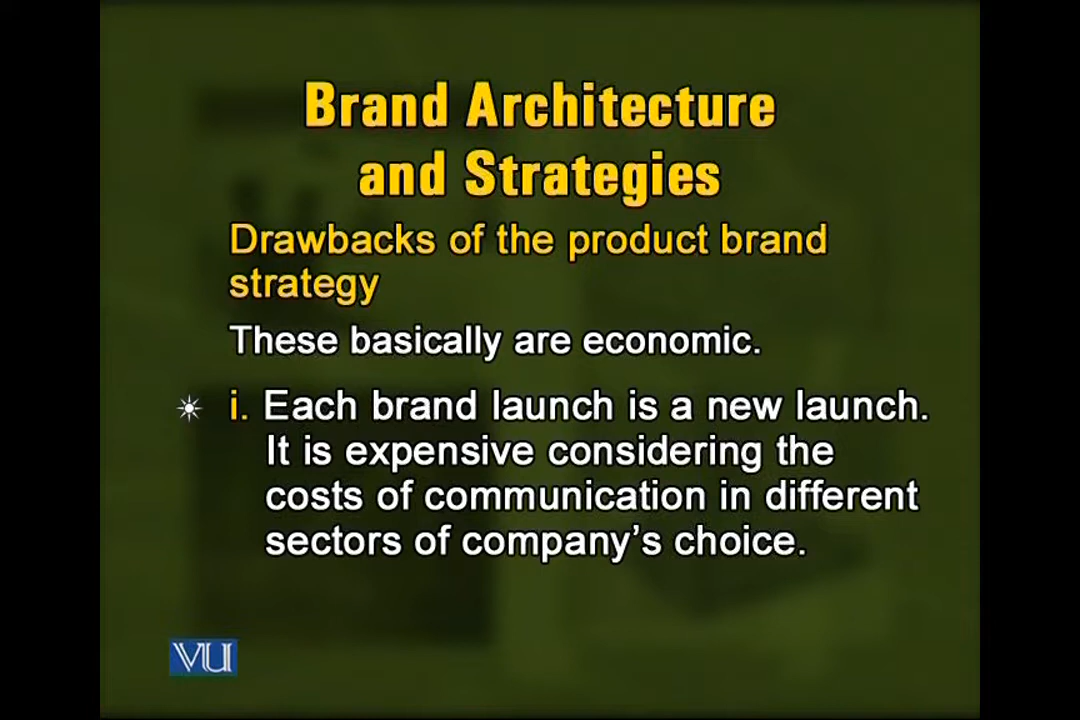 Brand Architecture
and Strategies
Drawbacks of the product brand
strategy
These basically are economic.
i. Each brand launch is a new launch.
It is expensive considering the
costs of communication in different
sectors of company's choice.
VU